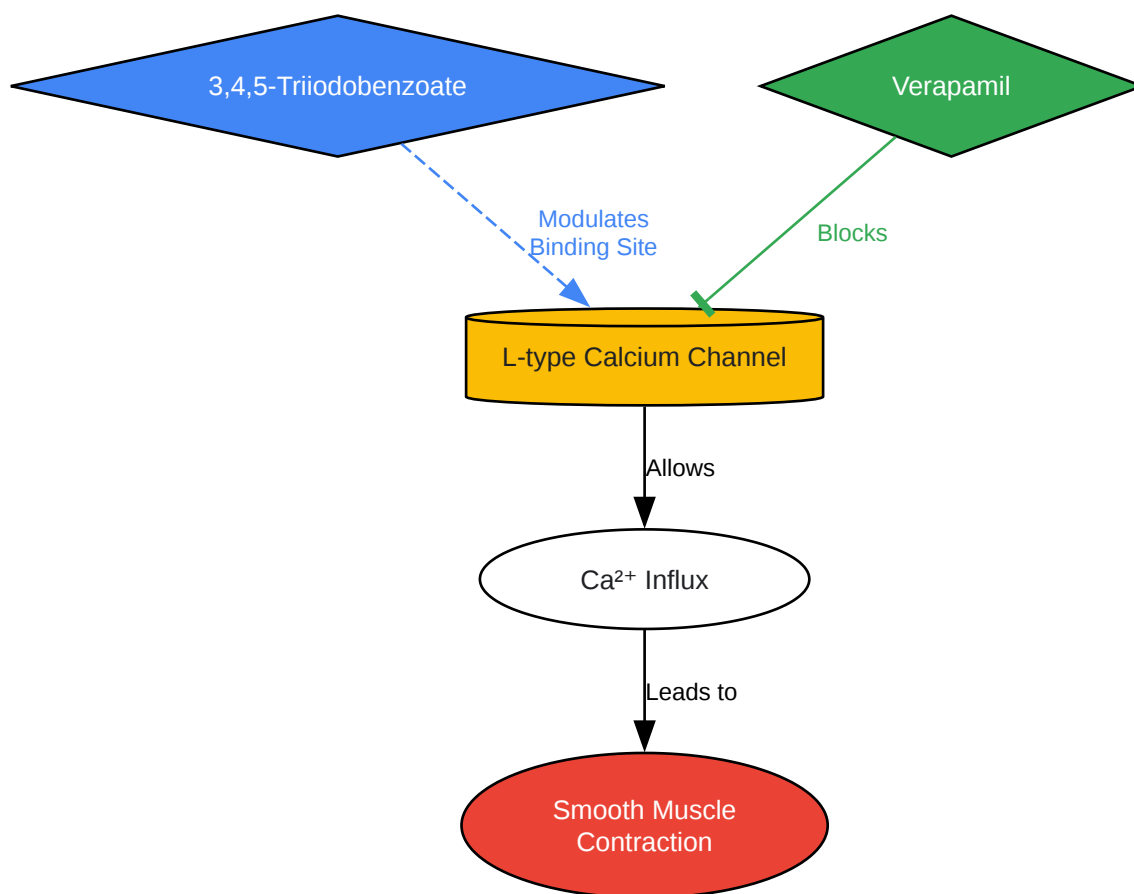 3,4,5-Triiodobenzoate
Verapamil
Modulates
Binding Site
Blocks
L-type Calcium Channel
Allows
Ca²⁺ Influx
Leads to
Smooth Muscle
Contraction